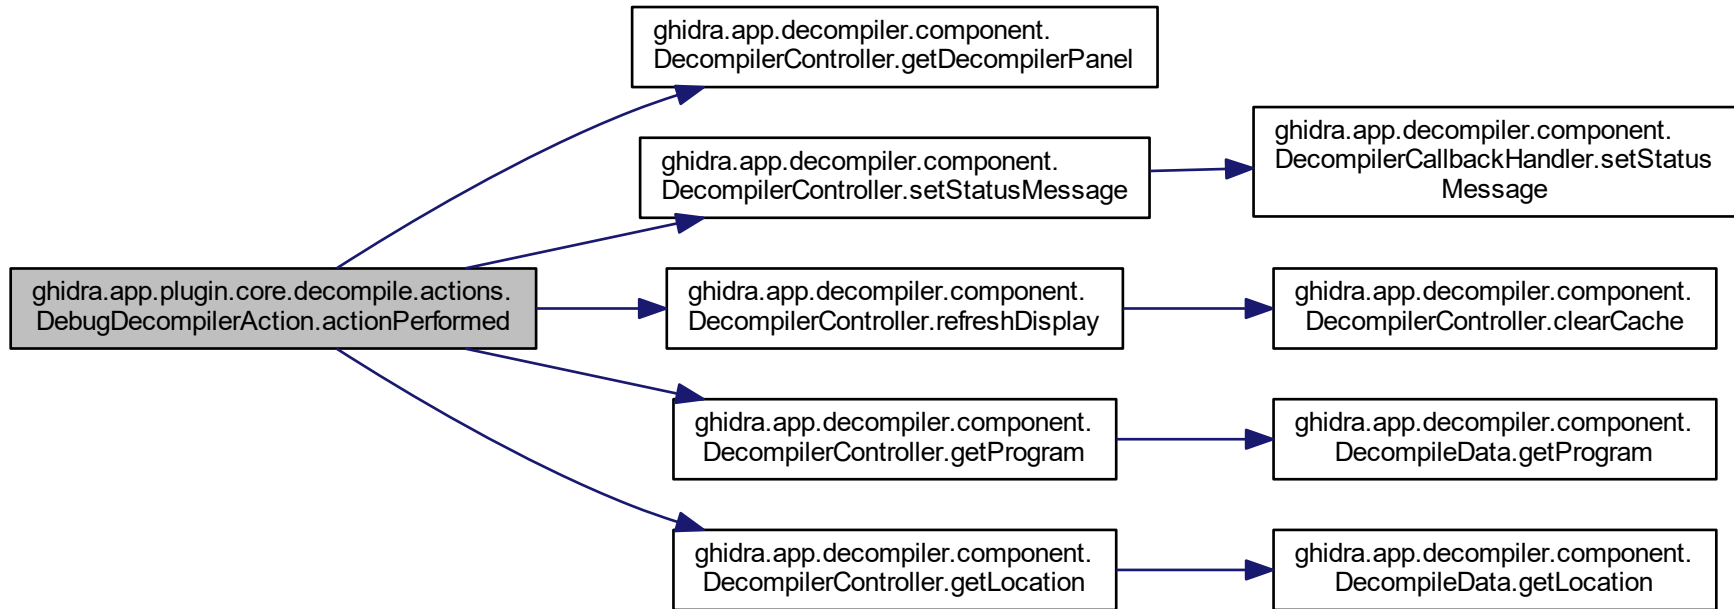 ghidra.app.decompiler.component.
DecompilerController.getDecompilerPanel
ghidra.app.decompiler.component.
DecompilerController.setStatusMessage
ghidra.app.decompiler.component.
DecompilerCallbackHandler.setStatus
Message
ghidra.app.plugin.core.decompile.actions.
DebugDecompilerAction.actionPerformed
ghidra.app.decompiler.component.
DecompilerController.refreshDisplay
ghidra.app.decompiler.component.
DecompilerController.clearCache
ghidra.app.decompiler.component.
DecompilerController.getProgram
ghidra.app.decompiler.component.
DecompileData.getProgram
ghidra.app.decompiler.component.
DecompilerController.getLocation
ghidra.app.decompiler.component.
DecompileData.getLocation